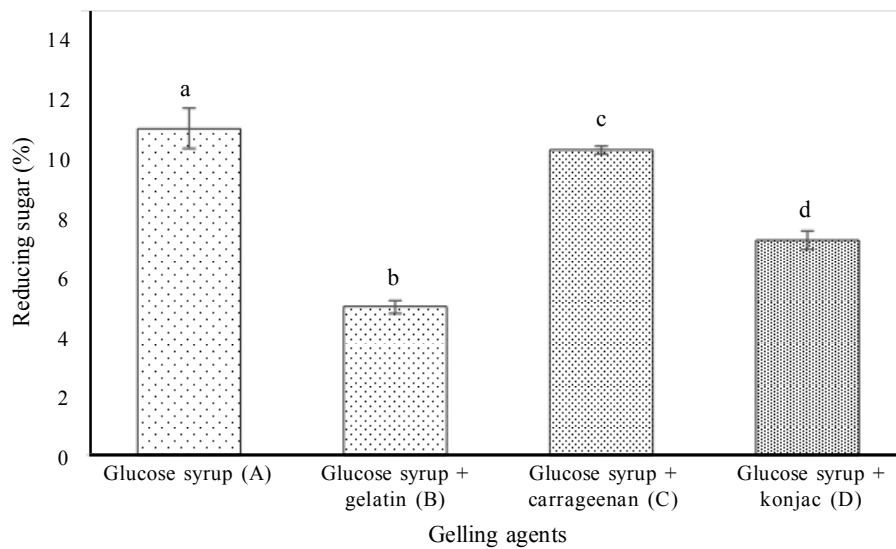 14
12
10
8
6
4
2
0
Reducing sugar (%)
a
b
c
d
Glucose syrup (A)
Glucose syrup +
gelatin (B)
Glucose syrup +
carrageenan (C)
Glucose syrup +
konjac (D)
Gelling agents